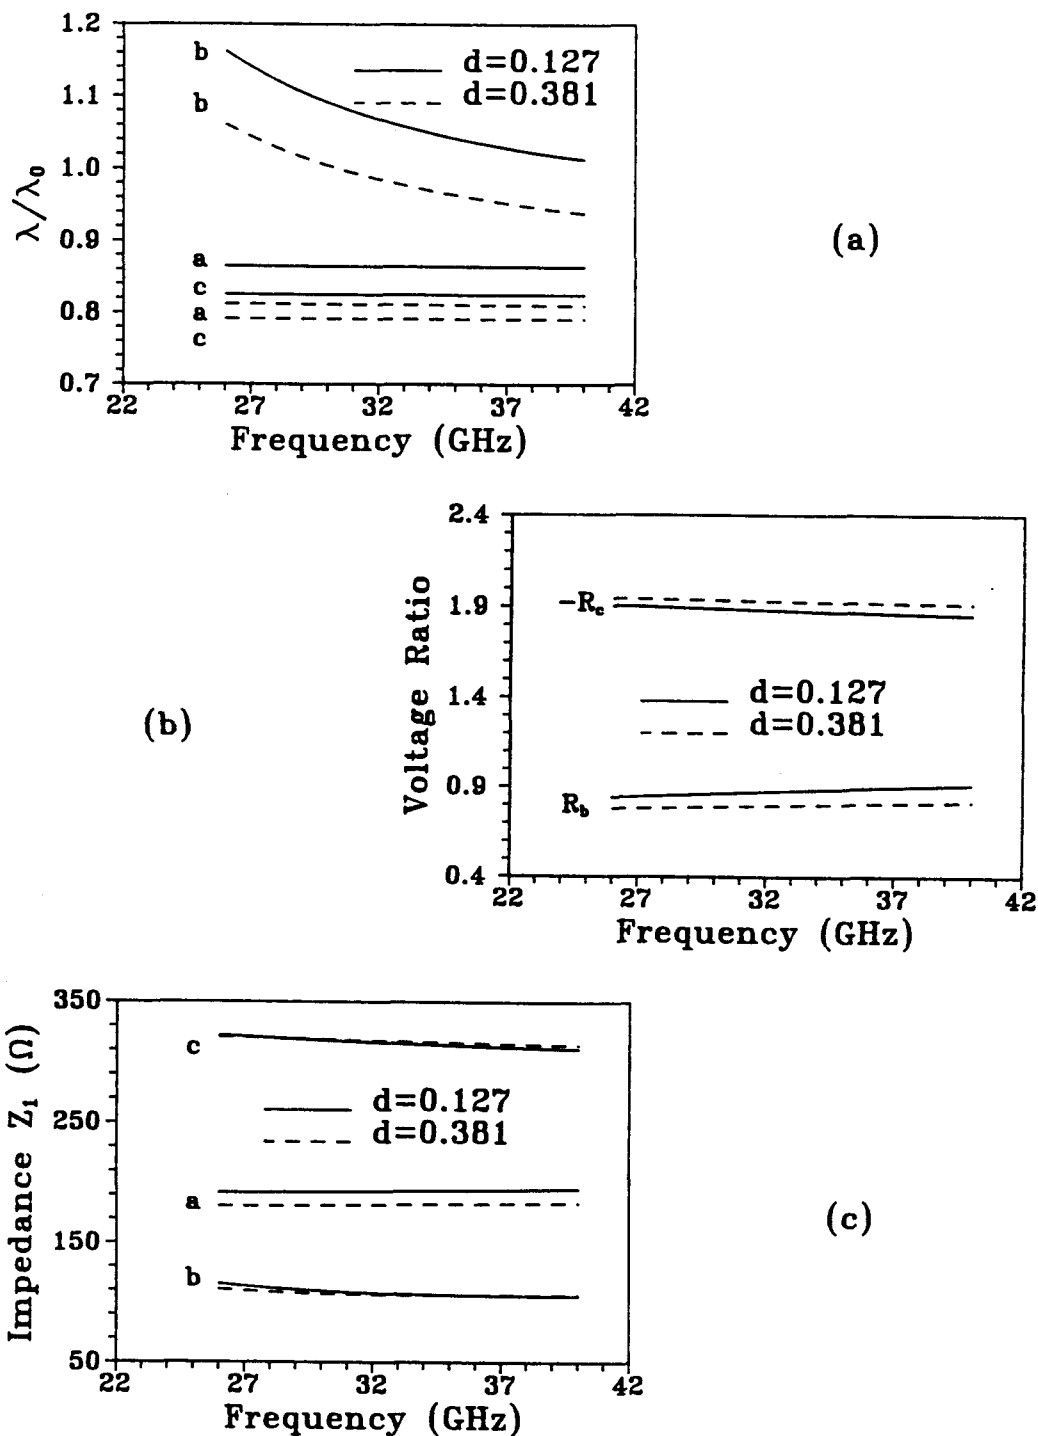 1.2
1.1
1.0
0.9
0.8
0.7
λ/λ₀
b
b
a
c
a
c
d=0.127
d=0.381
22 27 32 37 42
Frequency (GHz)
(a)
2.4
1.9
1.4
0.9
0.4
Voltage Ratio
-R꜀
R_b
d=0.127
d=0.381
22 27 32 37 42
Frequency (GHz)
(b)
350
250
150
50
Impedance Z₁ (Ω)
c
a
b
d=0.127
d=0.381
22 27 32 37 42
Frequency (GHz)
(c)